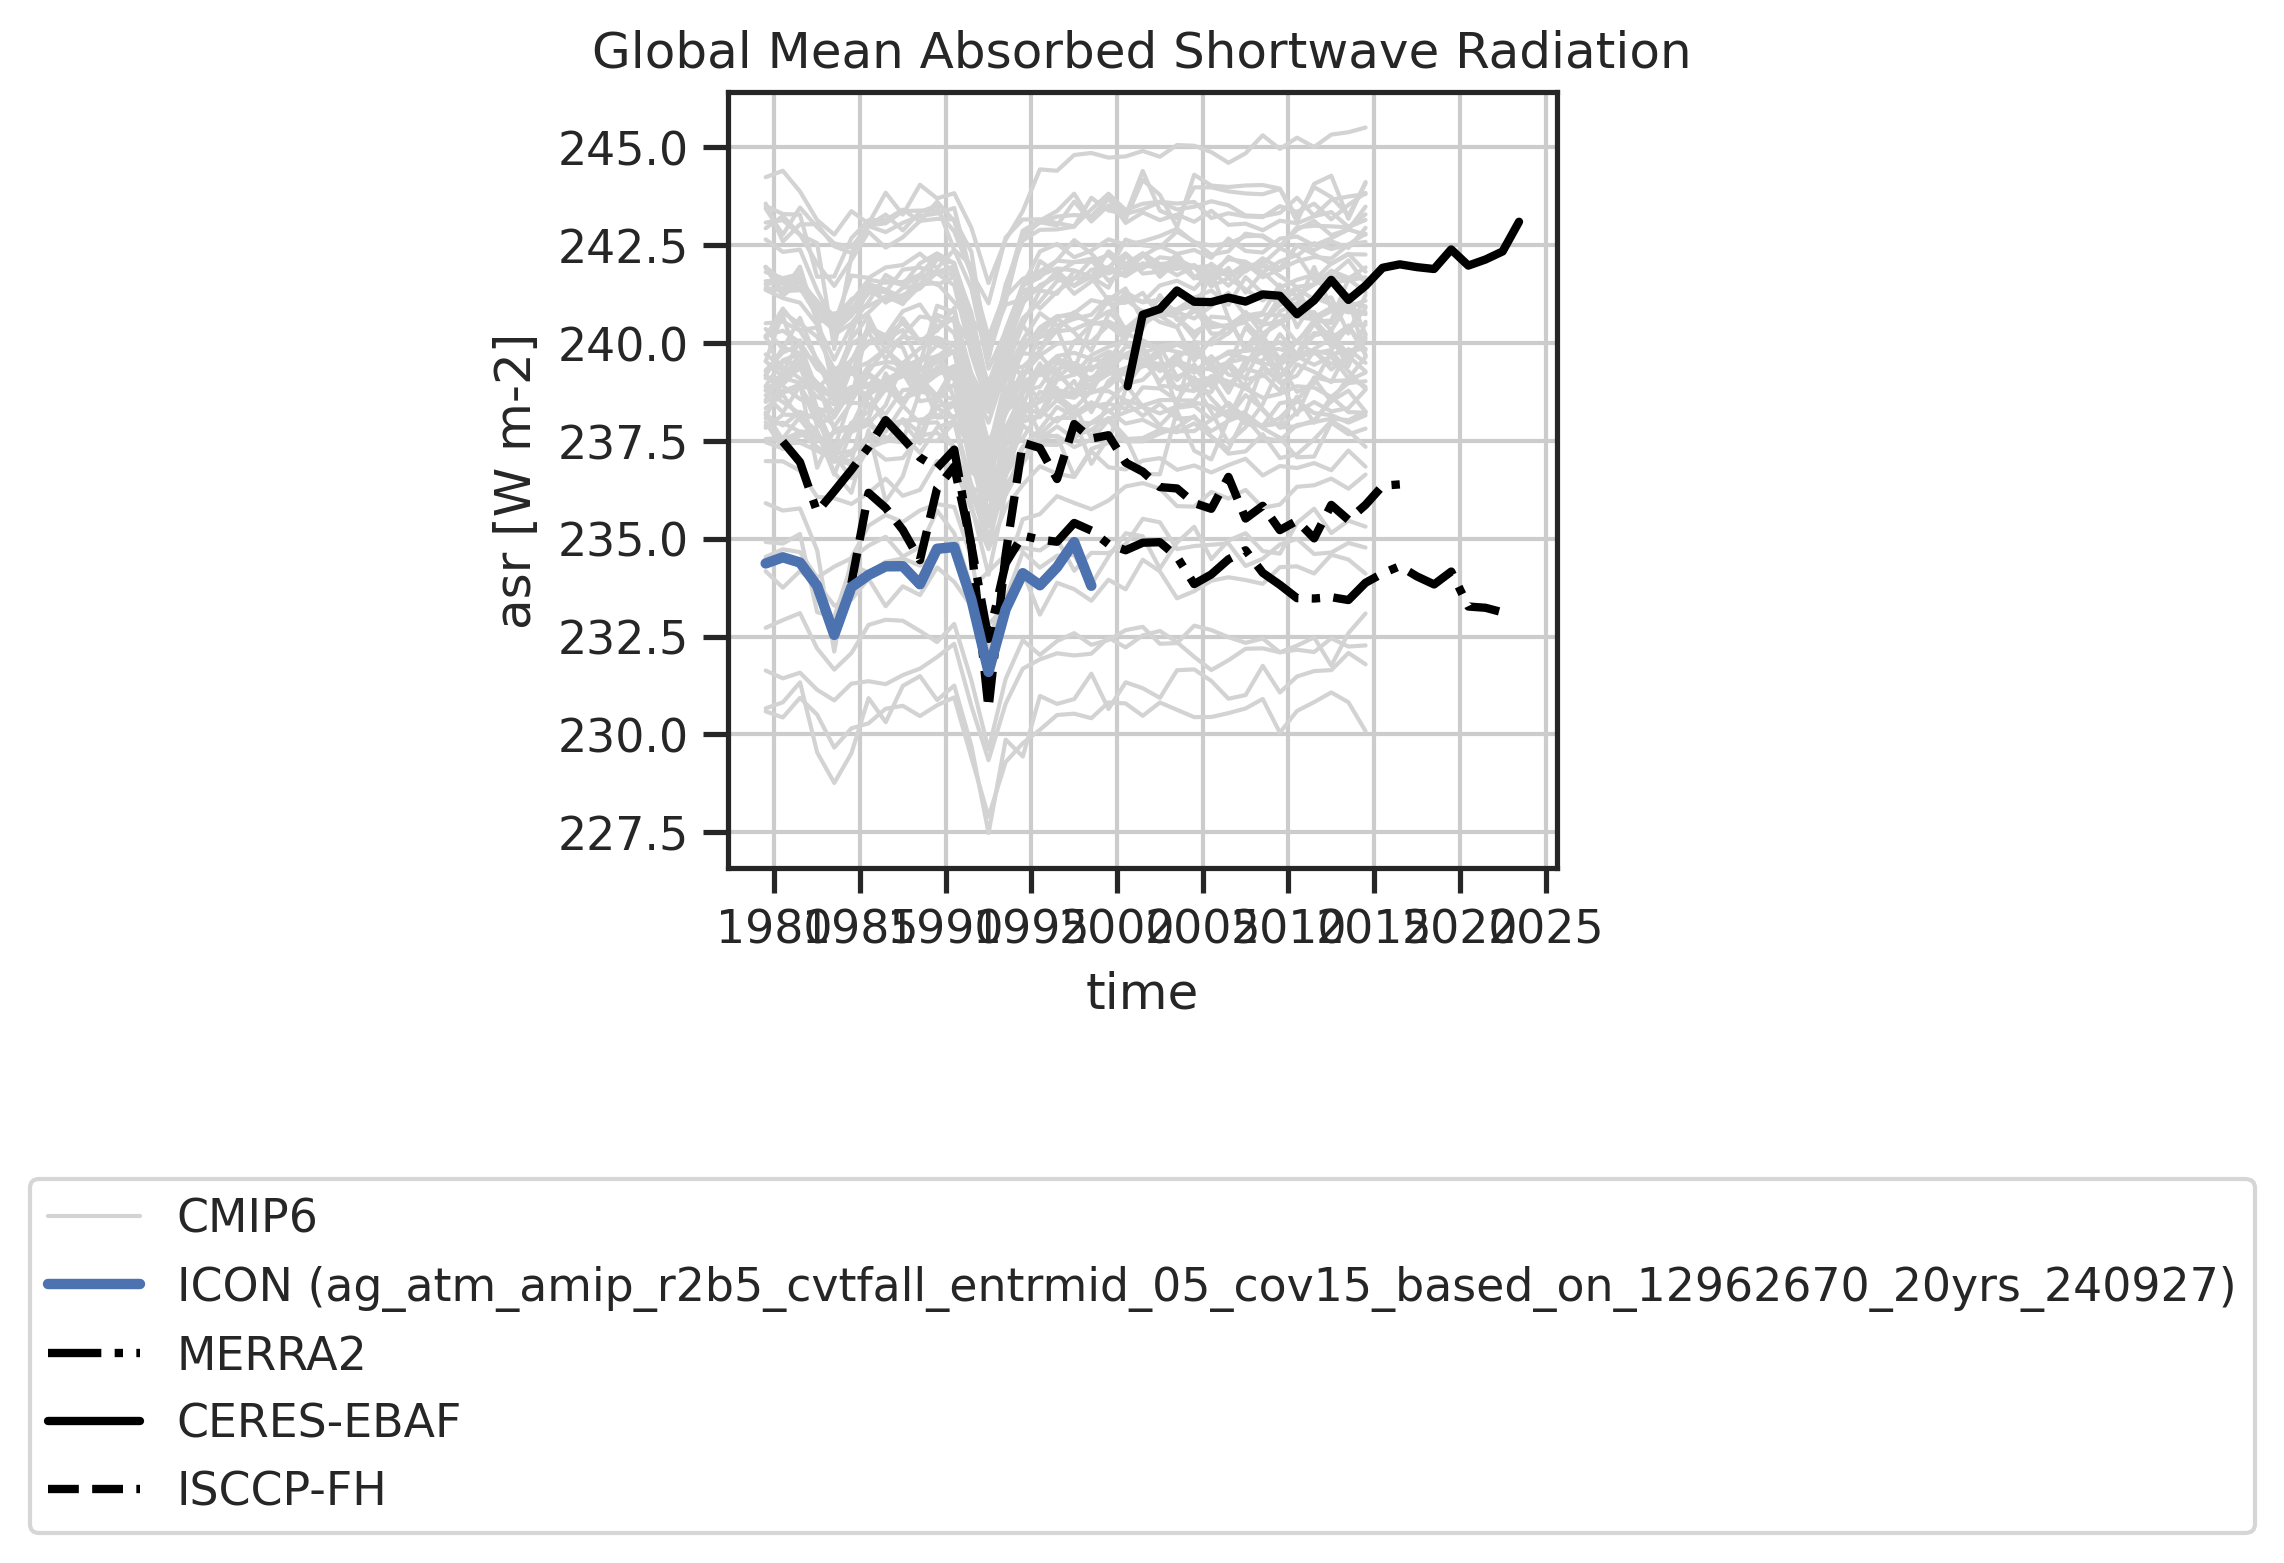 Global Mean Absorbed Shortwave Radiation
245.0
242.5
240.0
237.5
235.0
232.5
230.0
227.5
asr [W m-2]
1980 1985 1990 1995 2000 2005 2010 2015 2020 2025
time
CMIP6
ICON (ag_atm_amip_r2b5_cvtfall_entrmid_05_cov15_based_on_12962670_20yrs_240927)
MERRA2
CERES-EBAF
ISCCP-FH